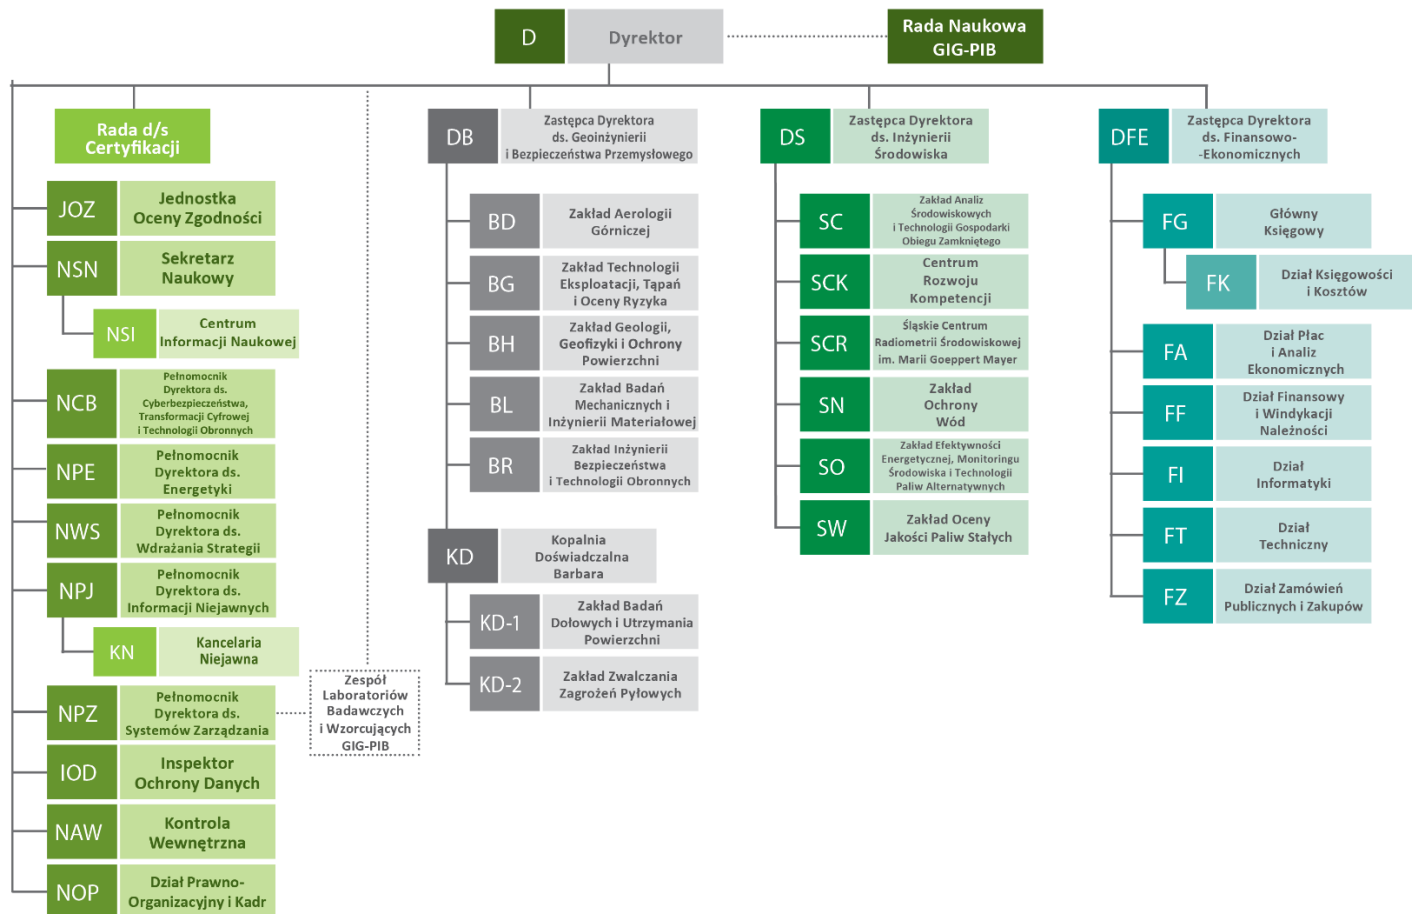 D
Dyrektor
Rada Naukowa
GIG-PIB
Rada d/s
Certyfikacji
JOZ
Jednostka
Oceny Zgodności
NSN
Sekretarz
Naukowy
NSI
Centrum
Informacji Naukowej
NCB
Pełnomocnik
Dyrektora ds.
Cyberbezpieczeństwa,
Transformacji Cyfrowej
i Technologii Obronnych
NPE
Pełnomocnik
Dyrektora ds.
Energetyki
NWS
Pełnomocnik
Dyrektora ds.
Wdrażania Strategii
NPJ
Pełnomocnik
Dyrektora ds.
Informacji Niejawnych
KN
Kancelaria
Niejawna
NPZ
Pełnomocnik
Dyrektora ds.
Systemów Zarządzania
IOD
Inspektor
Ochrony Danych
NAW
Kontrola
Wewnętrzna
NOP
Dział Prawno-
Organizacyjny i Kadr
Zespół
Laboratoriów
Badawczych
i Wzorcujących
GIG-PIB
DB
Zastępca Dyrektora
ds. Geoinżynierii
i Bezpieczeństwa Przemysłowego
BD
Zakład Aerologii
Górniczej
BG
Zakład Technologii
Eksploatacji, Tąpań
i Oceny Ryzyka
BH
Zakład Geologii,
Geofizyki i Ochrony
Powierzchni
BL
Zakład Badań
Mechanicznych i
Inżynierii Materiałowej
BR
Zakład Inżynierii
Bezpieczeństwa
i Technologii Obronnych
KD
Kopalnia
Doświadczalna
Barbara
KD-1
Zakład Badań
Dołowych i Utrzymania
Powierzchni
KD-2
Zakład Zwalczania
Zagrożeń Pyłowych
DS
Zastępca Dyrektora
ds. Inżynierii
Środowiska
SC
Zakład Analiz
Środowiskowych
i Technologii Gospodarki
Obiegu Zamkniętego
SCK
Centrum
Rozwoju
Kompetencji
SCR
Śląskie Centrum
Radiometrii Środowiskowej
im. Marii Goeppert Mayer
SN
Zakład
Ochrony
Wód
SO
Zakład Efektywności
Energetycznej, Monitoringu
Środowiska i Technologii
Paliw Alternatywnych
SW
Zakład Oceny
Jakości Paliw Stałych
DFE
Zastępca Dyrektora
ds. Finansowo-
-Ekonomicznych
FG
Główny
Księgowy
FK
Dział Księgowości
i Kosztów
FA
Dział Płac
i Analiz
Ekonomicznych
FF
Dział Finansowy
i Windykacji
Należności
FI
Dział
Informatyki
FT
Dział
Techniczny
FZ
Dział Zamówień
Publicznych i Zakupów